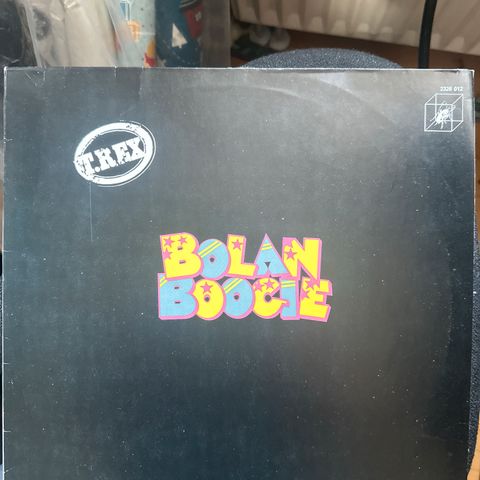 2326 012
T.REX
BOLAN
BOOGIE